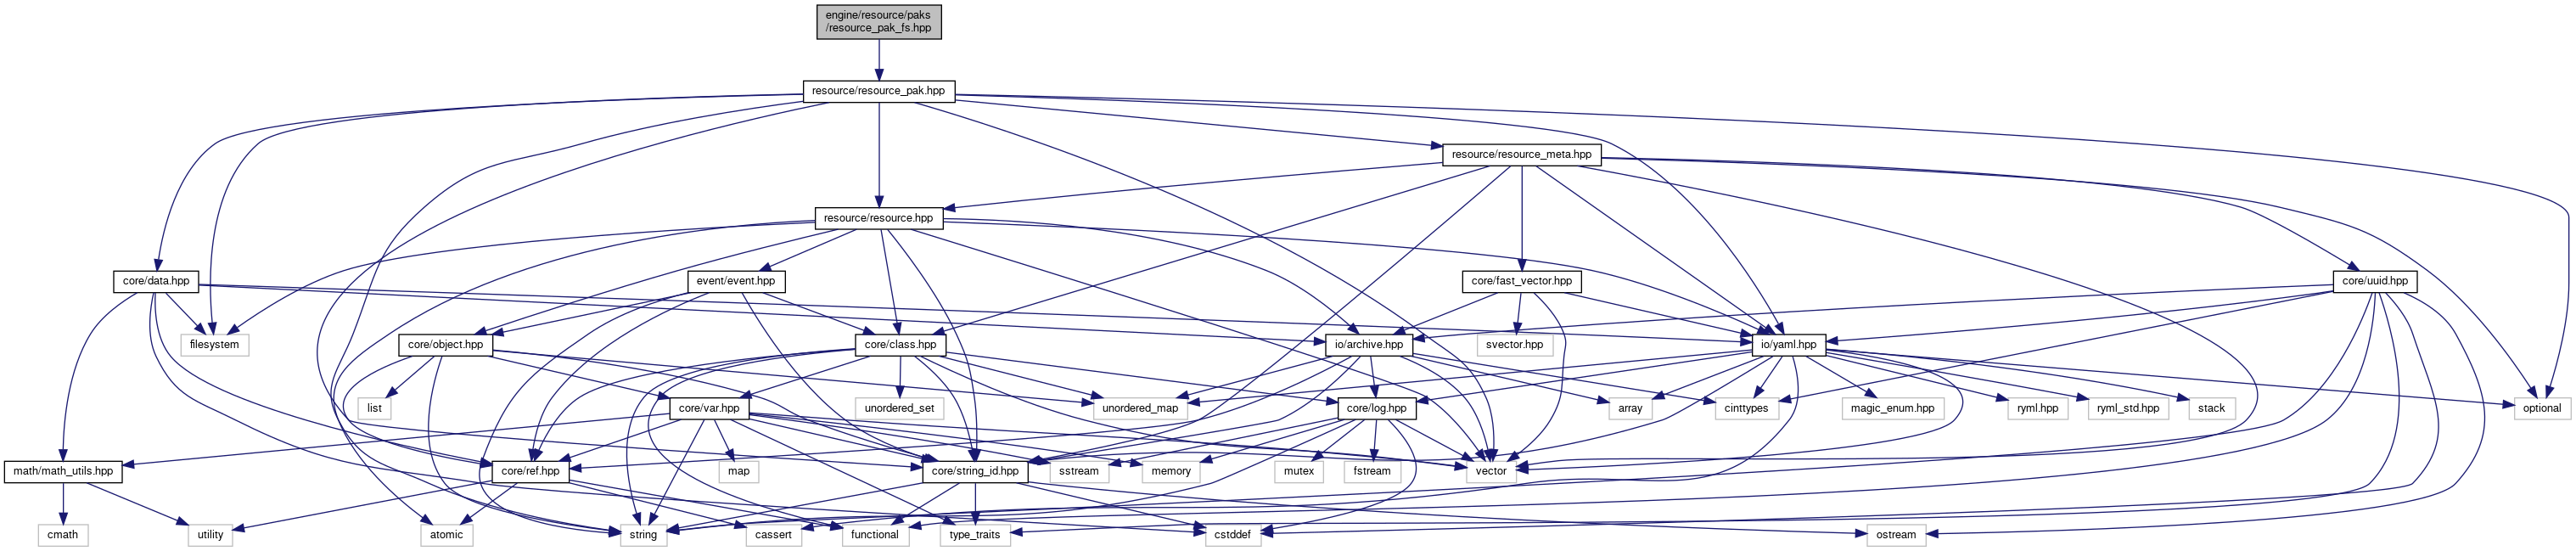 engine/resource/paks
/resource_pak_fs.hpp
resource/resource_pak.hpp
resource/resource_meta.hpp
resource/resource.hpp
core/data.hpp
event/event.hpp
core/fast_vector.hpp
core/uuid.hpp
filesystem
core/object.hpp
core/class.hpp
io/archive.hpp
svector.hpp
io/yaml.hpp
list
core/var.hpp
unordered_set
unordered_map
core/log.hpp
array
cinttypes
magic_enum.hpp
ryml.hpp
ryml_std.hpp
stack
optional
math/math_utils.hpp
core/ref.hpp
map
core/string_id.hpp
sstream
memory
mutex
fstream
vector
cmath
utility
atomic
string
cassert
functional
type_traits
cstddef
ostream